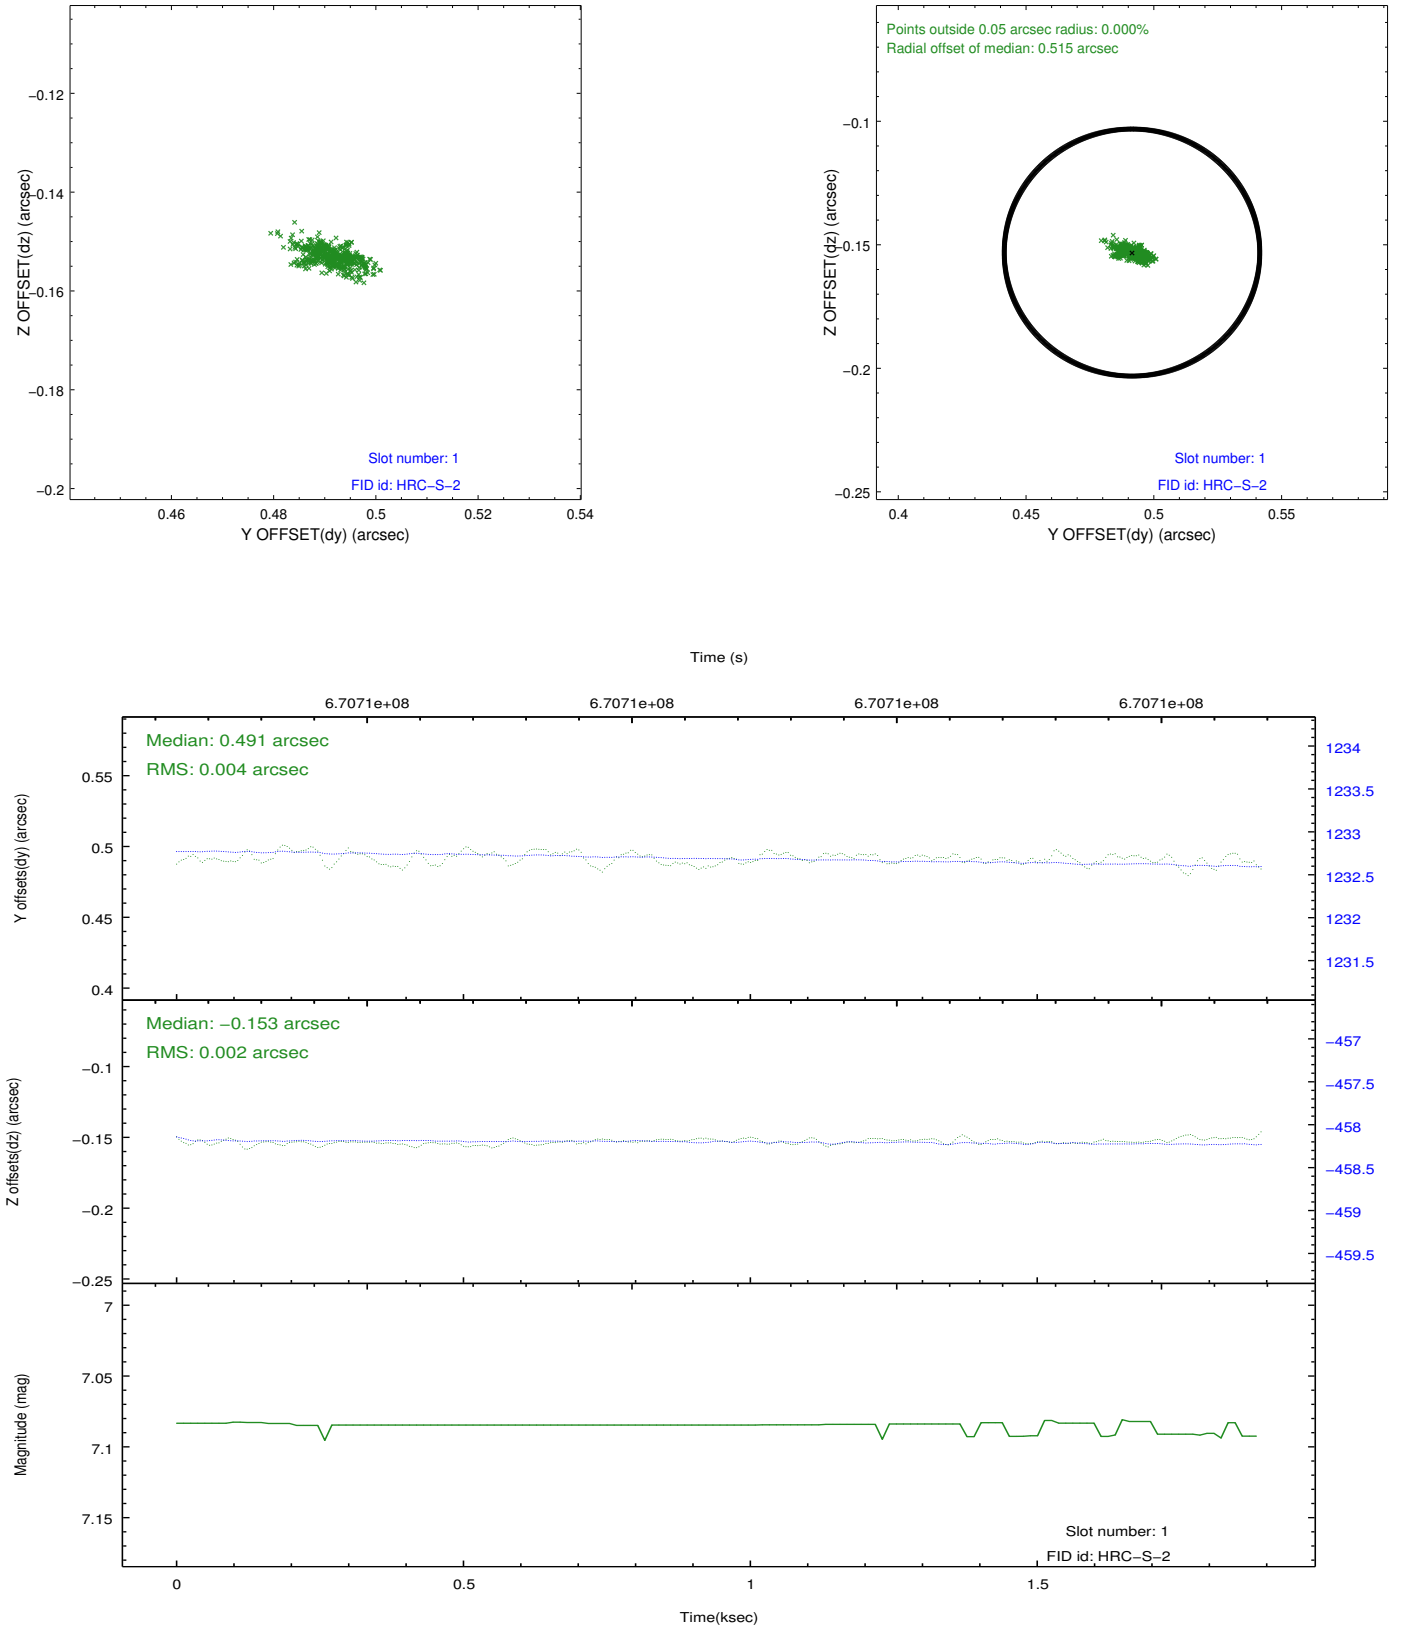 −0.12
−0.14
−0.16
−0.18
−0.2
Z OFFSET(dz) (arcsec)
Slot number: 1
FID id: HRC−S−2
0.46
0.48
0.5
0.52
0.54
Y OFFSET(dy) (arcsec)
Points outside 0.05 arcsec radius: 0.000%
Radial offset of median: 0.515 arcsec
−0.1
−0.15
−0.2
−0.25
Z OFFSET(dz) (arcsec)
Slot number: 1
FID id: HRC−S−2
0.4
0.45
0.5
0.55
Y OFFSET(dy) (arcsec)
Time (s)
6.7071e+08
6.7071e+08
6.7071e+08
6.7071e+08
Median: 0.491 arcsec
RMS: 0.004 arcsec
0.55
0.5
0.45
0.4
Y offsets(dy) (arcsec)
1234
1233.5
1233
1232.5
1232
1231.5
Median: −0.153 arcsec
RMS: 0.002 arcsec
−0.1
−0.15
−0.2
−0.25
Z offsets(dz) (arcsec)
−457
−457.5
−458
−458.5
−459
−459.5
7
7.05
7.1
7.15
Magnitude (mag)
Slot number: 1
FID id: HRC−S−2
0
0.5
1
1.5
Time(ksec)